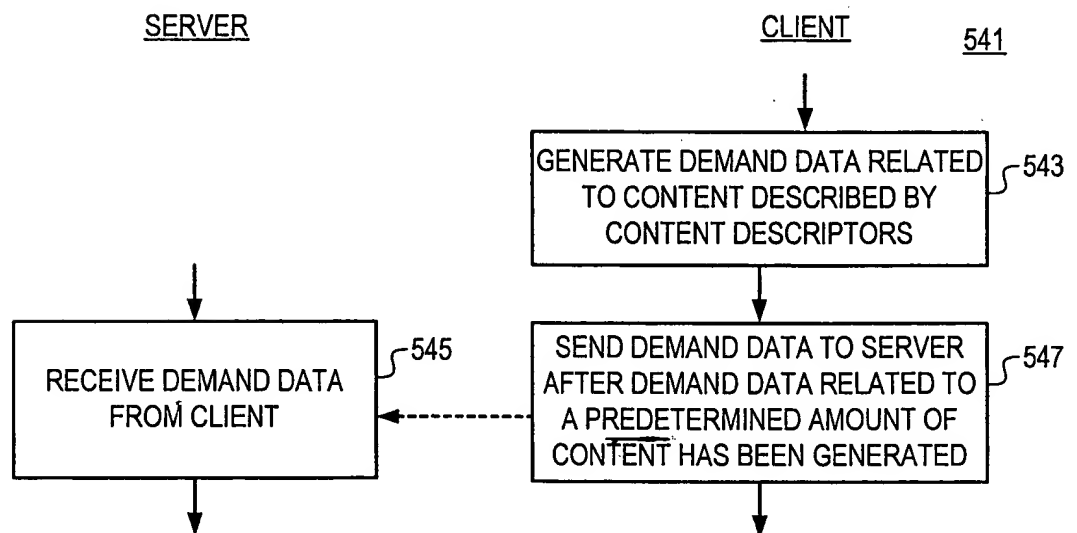 SERVER
CLIENT
541
GENERATE DEMAND DATA RELATED
TO CONTENT DESCRIBED BY
CONTENT DESCRIPTORS
543
RECEIVE DEMAND DATA
FROM CLIENT
545
SEND DEMAND DATA TO SERVER
AFTER DEMAND DATA RELATED TO
A PREDETERMINED AMOUNT OF
CONTENT HAS BEEN GENERATED
547